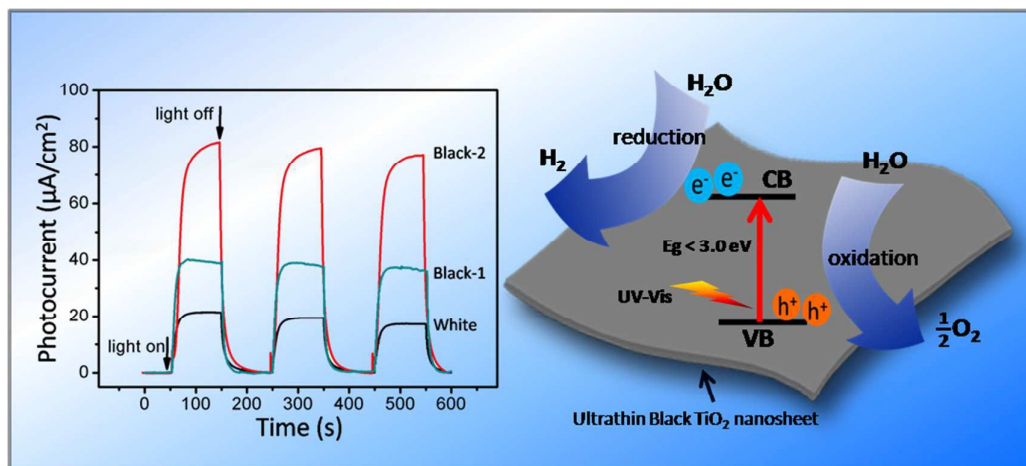 Photocurrent (µA/cm²)
100
80
60
40
20
0
0
100
200
300
400
500
600
Time (s)
light off
light on
Black-2
Black-1
White
H₂O
reduction
H₂
e⁻ e⁻
CB
H₂O
Eg < 3.0 eV
oxidation
UV-Vis
h⁺ h⁺
VB
½O₂
Ultrathin Black TiO₂ nanosheet